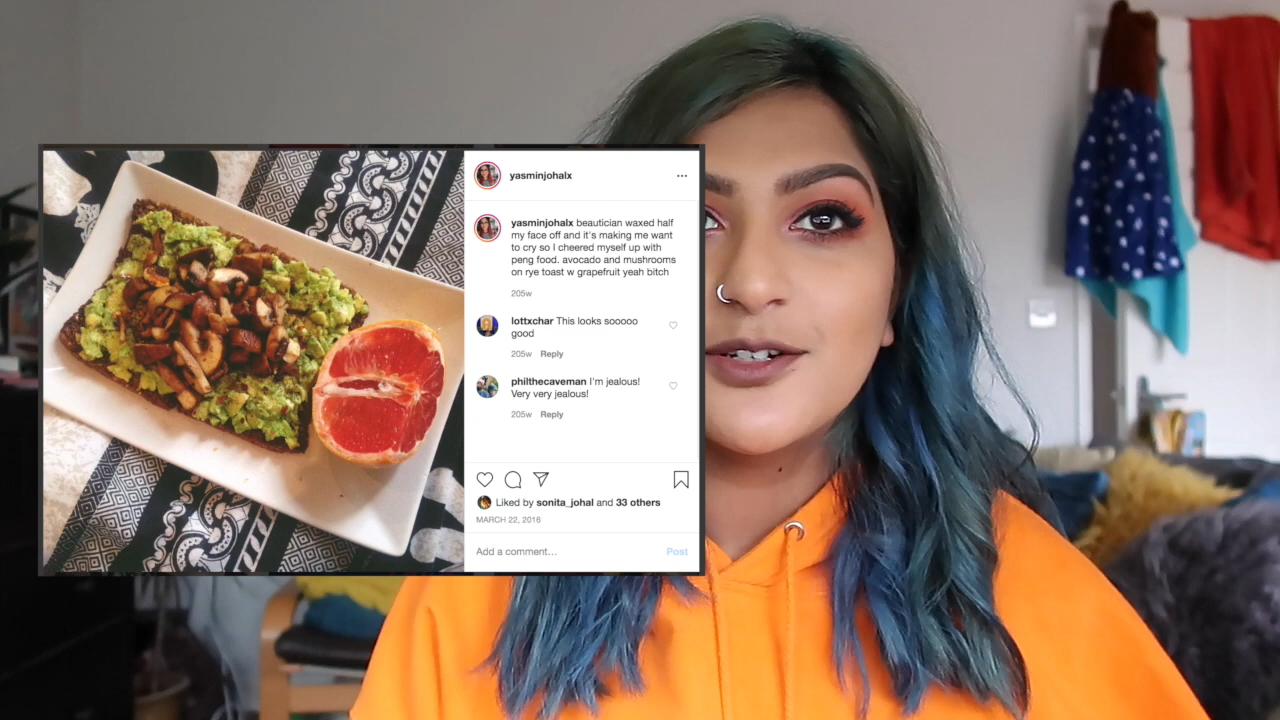 yasminjohalx
yasminjohalx beautician waxed half
my face off and it's making me want
to cry so I cheered myself up with
peng food. avocado and mushrooms
on rye toast w grapefruit yeah bitch
205w
lottxchar This looks sooooo
good
205w Reply
philthecaveman I'm jealous!
Very very jealous!
205w Reply
Liked by sonita_johal and 33 others
MARCH 22, 2016
Add a comment... Post